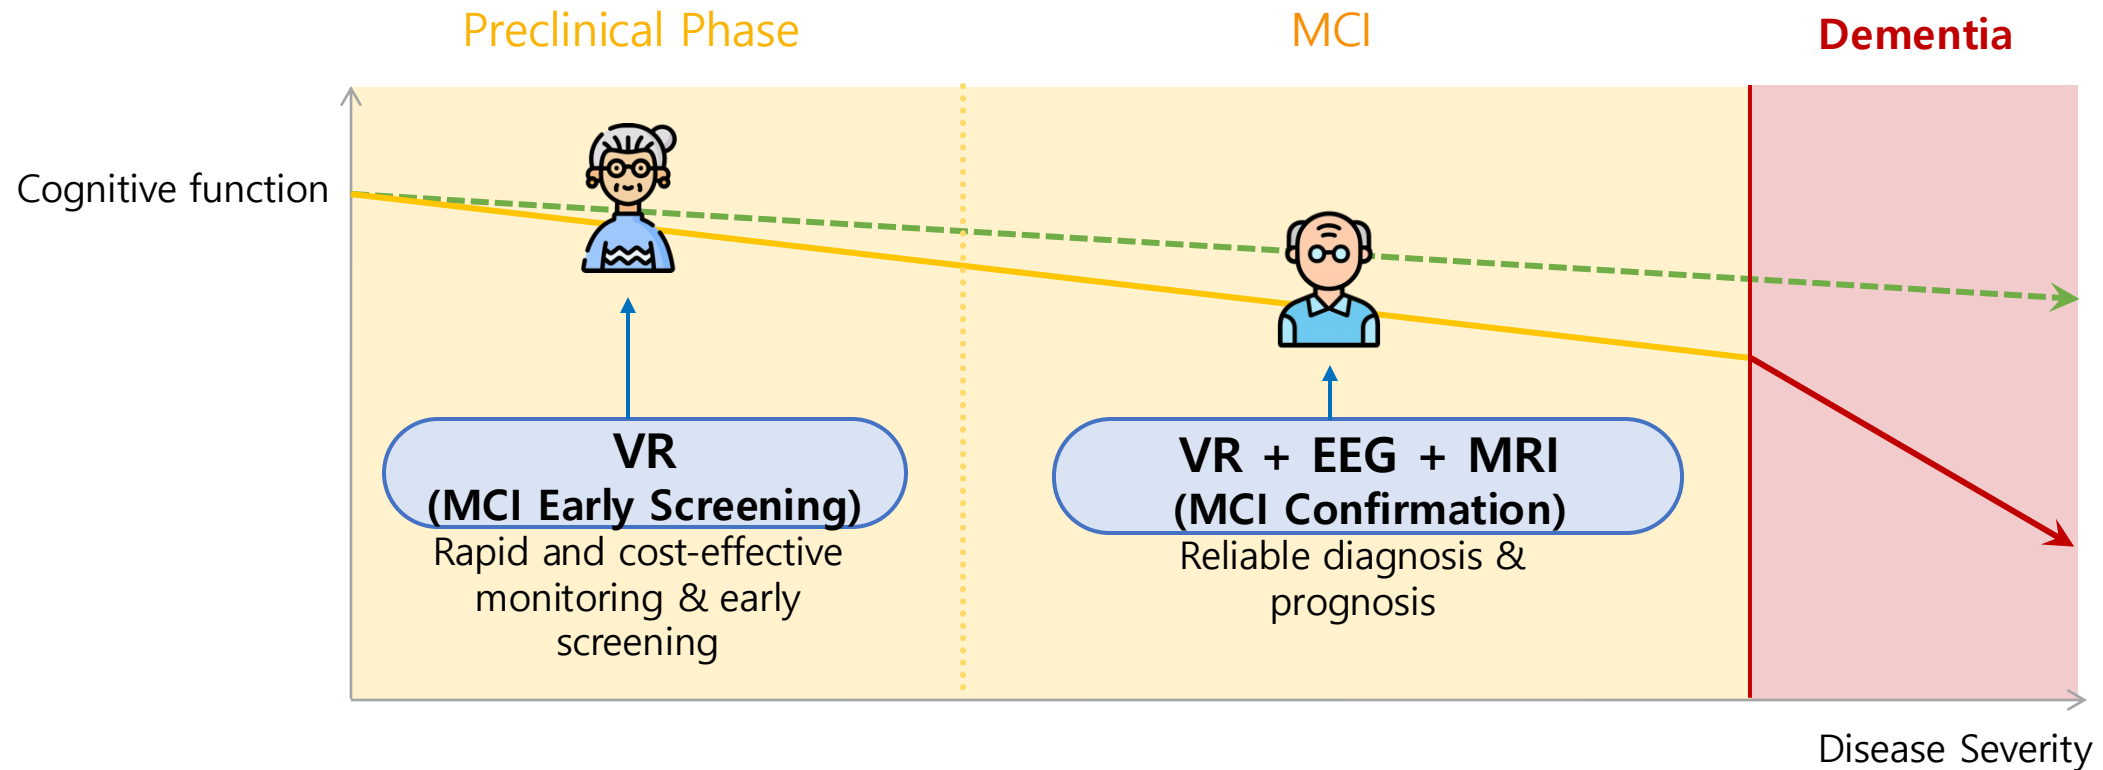 Preclinical Phase
MCI
Dementia
Cognitive function
VR
(MCI Early Screening)
Rapid and cost-effective
monitoring & early
screening
VR + EEG + MRI
(MCI Confirmation)
Reliable diagnosis &
prognosis
Disease Severity